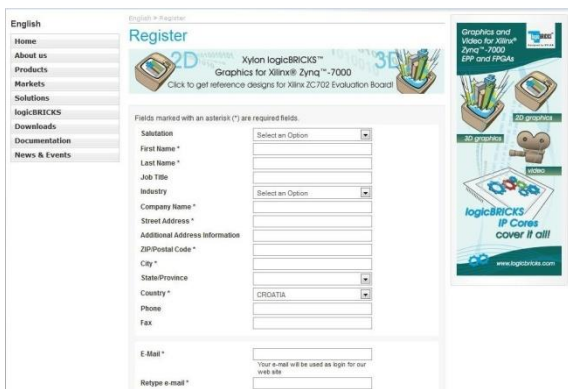 English
Home
About us
Products
Markets
Solutions
logicBRICKS
Downloads
Documentation
News & Events
English > Register
Register
2D
3D
Xylon logicBRICKS™
Graphics for Xilinx® Zynq™-7000
Click to get reference designs for Xilinx ZC702 Evaluation Board!
Fields marked with an asterisk (*) are required fields.
Salutation
Select an Option
First Name *
Last Name *
Job Title
Industry
Select an Option
Company Name *
Street Address *
Additional Address Information
ZIP/Postal Code *
City *
State/Province
Country *
CROATIA
Phone
Fax
E-Mail *
Your e-mail will be used as login for our
web site
Retype e-mail *
Graphics and
Video for Xilinx®
Zynq™-7000
EPP and FPGAs
2D graphics
3D graphics
video
logicBRICKS
IP Cores
cover it all!
www.logicbricks.com